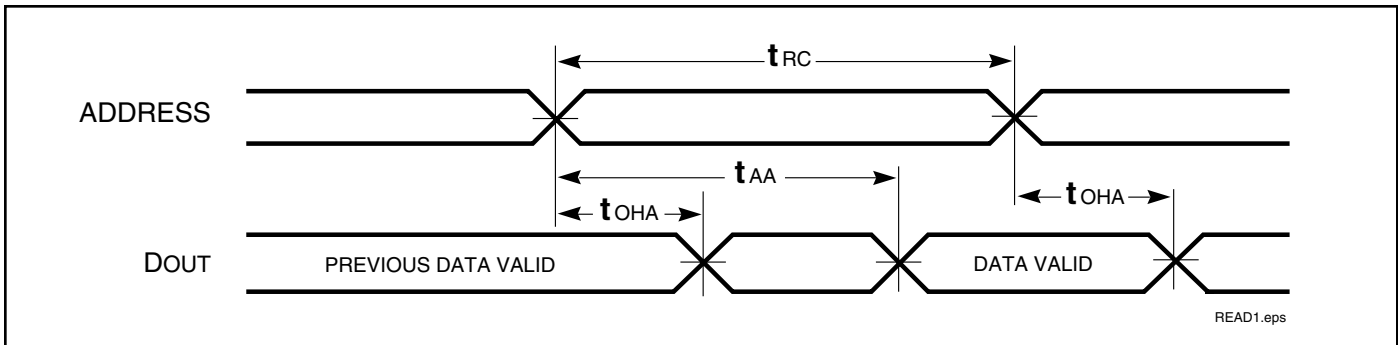 tRC
ADDRESS
tAA
tOHA
tOHA
DOUT
PREVIOUS DATA VALID
DATA VALID
READ1.eps